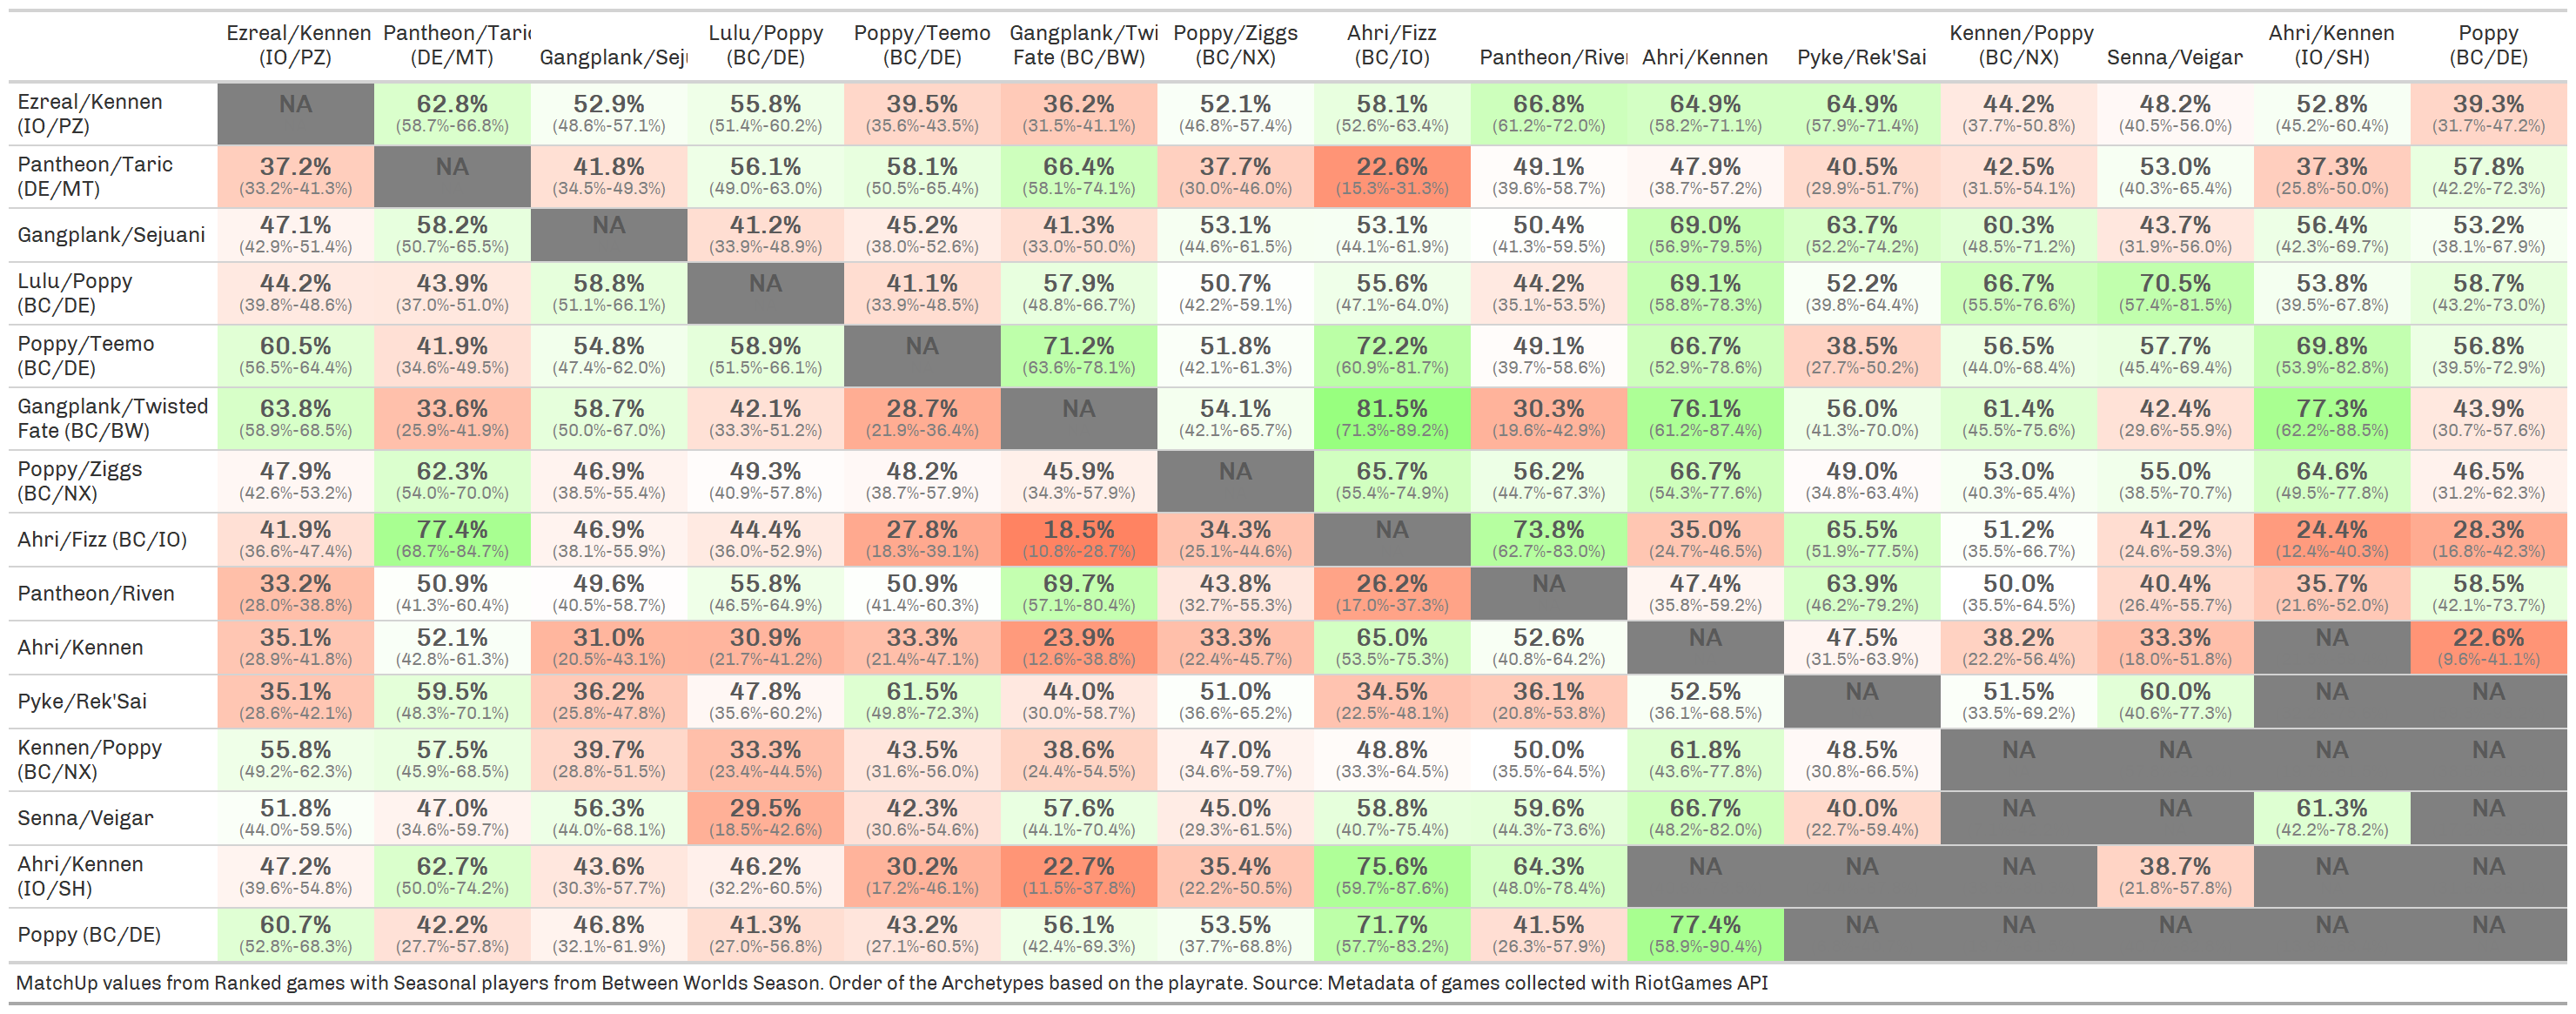 Ezreal/Kennen (IO/PZ) Pantheon/Taric (DE/MT) Gangplank/Sej Lulu/Poppy (BC/DE) Poppy/Teemo (BC/DE) Gangplank/Twi Fate (BC/BW) Poppy/Ziggs (BC/NX) Ahri/Fizz (BC/IO) Pantheon/River Ahri/Kennen Pyke/Rek'Sai Kennen/Poppy (BC/NX) Senna/Veigar Ahri/Kennen (IO/SH) Poppy (BC/DE)
Ezreal/Kennen (IO/PZ) NA 62.8% 52.9% 55.8% 39.5% 36.2% 52.1% 58.1% 66.8% 64.9% 64.9% 44.2% 48.2% 52.8% 39.3%
(58.7%-66.8%) (48.6%-57.1%) (51.4%-60.2%) (35.6%-43.5%) (31.5%-41.1%) (46.8%-57.4%) (52.6%-63.4%) (61.2%-72.0%) (58.2%-71.1%) (57.9%-71.4%) (37.7%-50.8%) (40.5%-56.0%) (45.2%-60.4%) (31.7%-47.2%)
Pantheon/Taric (DE/MT) 37.2% NA 41.8% 56.1% 58.1% 66.4% 37.7% 22.6% 49.1% 47.9% 40.5% 42.5% 53.0% 37.3% 57.8%
(33.2%-41.3%) (34.5%-49.3%) (49.0%-63.0%) (50.5%-65.4%) (58.1%-74.1%) (30.0%-46.0%) (15.3%-31.3%) (39.6%-58.7%) (38.7%-57.2%) (29.9%-51.7%) (31.5%-54.1%) (40.3%-65.4%) (25.8%-50.0%) (42.2%-72.3%)
Gangplank/Sejuani 47.1% 58.2% NA 41.2% 45.2% 41.3% 53.1% 53.1% 50.4% 69.0% 63.7% 60.3% 43.7% 56.4% 53.2%
(42.9%-51.4%) (50.7%-65.5%) (33.9%-48.9%) (38.0%-52.6%) (33.0%-50.0%) (44.6%-61.5%) (44.1%-61.9%) (41.3%-59.5%) (56.9%-79.5%) (52.2%-74.2%) (48.5%-71.2%) (31.9%-56.0%) (42.3%-69.7%) (38.1%-67.9%)
Lulu/Poppy (BC/DE) 44.2% 43.9% 58.8% NA 41.1% 57.9% 50.7% 55.6% 44.2% 69.1% 52.2% 66.7% 70.5% 53.8% 58.7%
(39.8%-48.6%) (37.0%-51.0%) (51.1%-66.1%) (33.9%-48.5%) (48.8%-66.7%) (42.2%-59.1%) (47.1%-64.0%) (35.1%-53.5%) (58.8%-78.3%) (39.8%-64.4%) (55.5%-76.6%) (57.4%-81.5%) (39.5%-67.8%) (43.2%-73.0%)
Poppy/Teemo (BC/DE) 60.5% 41.9% 54.8% 58.9% NA 71.2% 51.8% 72.2% 49.1% 66.7% 38.5% 56.5% 57.7% 69.8% 56.8%
(56.5%-64.4%) (34.6%-49.5%) (47.4%-62.0%) (51.5%-66.1%) (63.6%-78.1%) (42.1%-61.3%) (60.9%-81.7%) (39.7%-58.6%) (52.9%-78.6%) (27.7%-50.2%) (44.0%-68.4%) (45.4%-69.4%) (53.9%-82.8%) (39.5%-72.9%)
Gangplank/Twisted Fate (BC/BW) 63.8% 33.6% 58.7% 42.1% 28.7% NA 54.1% 81.5% 30.3% 76.1% 56.0% 61.4% 42.4% 77.3% 43.9%
(58.9%-68.5%) (25.9%-41.9%) (50.0%-67.0%) (33.3%-51.2%) (21.9%-36.4%) (42.1%-65.7%) (71.3%-89.2%) (19.6%-42.9%) (61.2%-87.4%) (41.3%-70.0%) (45.5%-75.6%) (29.6%-55.9%) (62.2%-88.5%) (30.7%-57.6%)
Poppy/Ziggs (BC/NX) 47.9% 62.3% 46.9% 49.3% 48.2% 45.9% NA 65.7% 56.2% 66.7% 49.0% 53.0% 55.0% 64.6% 46.5%
(42.6%-53.2%) (54.0%-70.0%) (38.5%-55.4%) (40.9%-57.8%) (38.7%-57.9%) (34.3%-57.9%) (55.4%-74.9%) (44.7%-67.3%) (54.3%-77.6%) (34.8%-63.4%) (40.3%-65.4%) (38.5%-70.7%) (49.5%-77.8%) (31.2%-62.3%)
Ahri/Fizz (BC/IO) 41.9% 77.4% 46.9% 44.4% 27.8% 18.5% 34.3% NA 73.8% 35.0% 65.5% 51.2% 41.2% 24.4% 28.3%
(36.6%-47.4%) (68.7%-84.7%) (38.1%-55.9%) (36.0%-52.9%) (18.3%-39.1%) (10.8%-28.7%) (25.1%-44.6%) (62.7%-83.0%) (24.7%-46.5%) (51.9%-77.5%) (35.5%-66.7%) (24.6%-59.3%) (12.4%-40.3%) (16.8%-42.3%)
Pantheon/Riven 33.2% 50.9% 49.6% 55.8% 50.9% 69.7% 43.8% 26.2% NA 47.4% 63.9% 50.0% 40.4% 35.7% 58.5%
(28.0%-38.8%) (41.3%-60.4%) (40.5%-58.7%) (46.5%-64.9%) (41.4%-60.3%) (57.1%-80.4%) (32.7%-55.3%) (17.0%-37.3%) (35.8%-59.2%) (46.2%-79.2%) (35.5%-64.5%) (26.4%-55.7%) (21.6%-52.0%) (42.1%-73.7%)
Ahri/Kennen 35.1% 52.1% 31.0% 30.9% 33.3% 23.9% 33.3% 65.0% 52.6% NA 47.5% 38.2% 33.3% NA 22.6%
(28.9%-41.8%) (42.8%-61.3%) (20.5%-43.1%) (21.7%-41.2%) (21.4%-47.1%) (12.6%-38.8%) (22.4%-45.7%) (53.5%-75.3%) (40.8%-64.2%) (31.5%-63.9%) (22.2%-56.4%) (18.0%-51.8%) (9.6%-41.1%)
Pyke/Rek'Sai 35.1% 59.5% 36.2% 47.8% 61.5% 44.0% 51.0% 34.5% 36.1% 52.5% NA 51.5% 60.0% NA NA
(28.6%-42.1%) (48.3%-70.1%) (25.8%-47.8%) (35.6%-60.2%) (49.8%-72.3%) (30.0%-58.7%) (36.6%-65.2%) (22.5%-48.1%) (20.8%-53.8%) (36.1%-68.5%) (33.5%-69.2%) (40.6%-77.3%)
Kennen/Poppy (BC/NX) 55.8% 57.5% 39.7% 33.3% 43.5% 38.6% 47.0% 48.8% 50.0% 61.8% 48.5% NA NA NA NA
(49.2%-62.3%) (45.9%-68.5%) (28.8%-51.5%) (23.4%-44.5%) (31.6%-56.0%) (24.4%-54.5%) (34.6%-59.7%) (33.3%-64.5%) (35.5%-64.5%) (43.6%-77.8%) (30.8%-66.5%)
Senna/Veigar 51.8% 47.0% 56.3% 29.5% 42.3% 57.6% 45.0% 58.8% 59.6% 66.7% 40.0% NA NA 61.3% NA
(44.0%-59.5%) (34.6%-59.7%) (44.0%-68.1%) (18.5%-42.6%) (30.6%-54.6%) (44.1%-70.4%) (29.3%-61.5%) (40.7%-75.4%) (44.3%-73.6%) (48.2%-82.0%) (22.7%-59.4%) (42.2%-78.2%)
Ahri/Kennen (IO/SH) 47.2% 62.7% 43.6% 46.2% 30.2% 22.7% 35.4% 75.6% 64.3% NA NA NA 38.7% NA NA
(39.6%-54.8%) (50.0%-74.2%) (30.3%-57.7%) (32.2%-60.5%) (17.2%-46.1%) (11.5%-37.8%) (22.2%-50.5%) (59.7%-87.6%) (48.0%-78.4%) (21.8%-57.8%)
Poppy (BC/DE) 60.7% 42.2% 46.8% 41.3% 43.2% 56.1% 53.5% 71.7% 41.5% 77.4% NA NA NA NA NA
(52.8%-68.3%) (27.7%-57.8%) (32.1%-61.9%) (27.0%-56.8%) (27.1%-60.5%) (42.4%-69.3%) (37.7%-68.8%) (57.7%-83.2%) (26.3%-57.9%) (58.9%-90.4%)
MatchUp values from Ranked games with Seasonal players from Between Worlds Season. Order of the Archetypes based on the playrate. Source: Metadata of games collected with RiotGames API